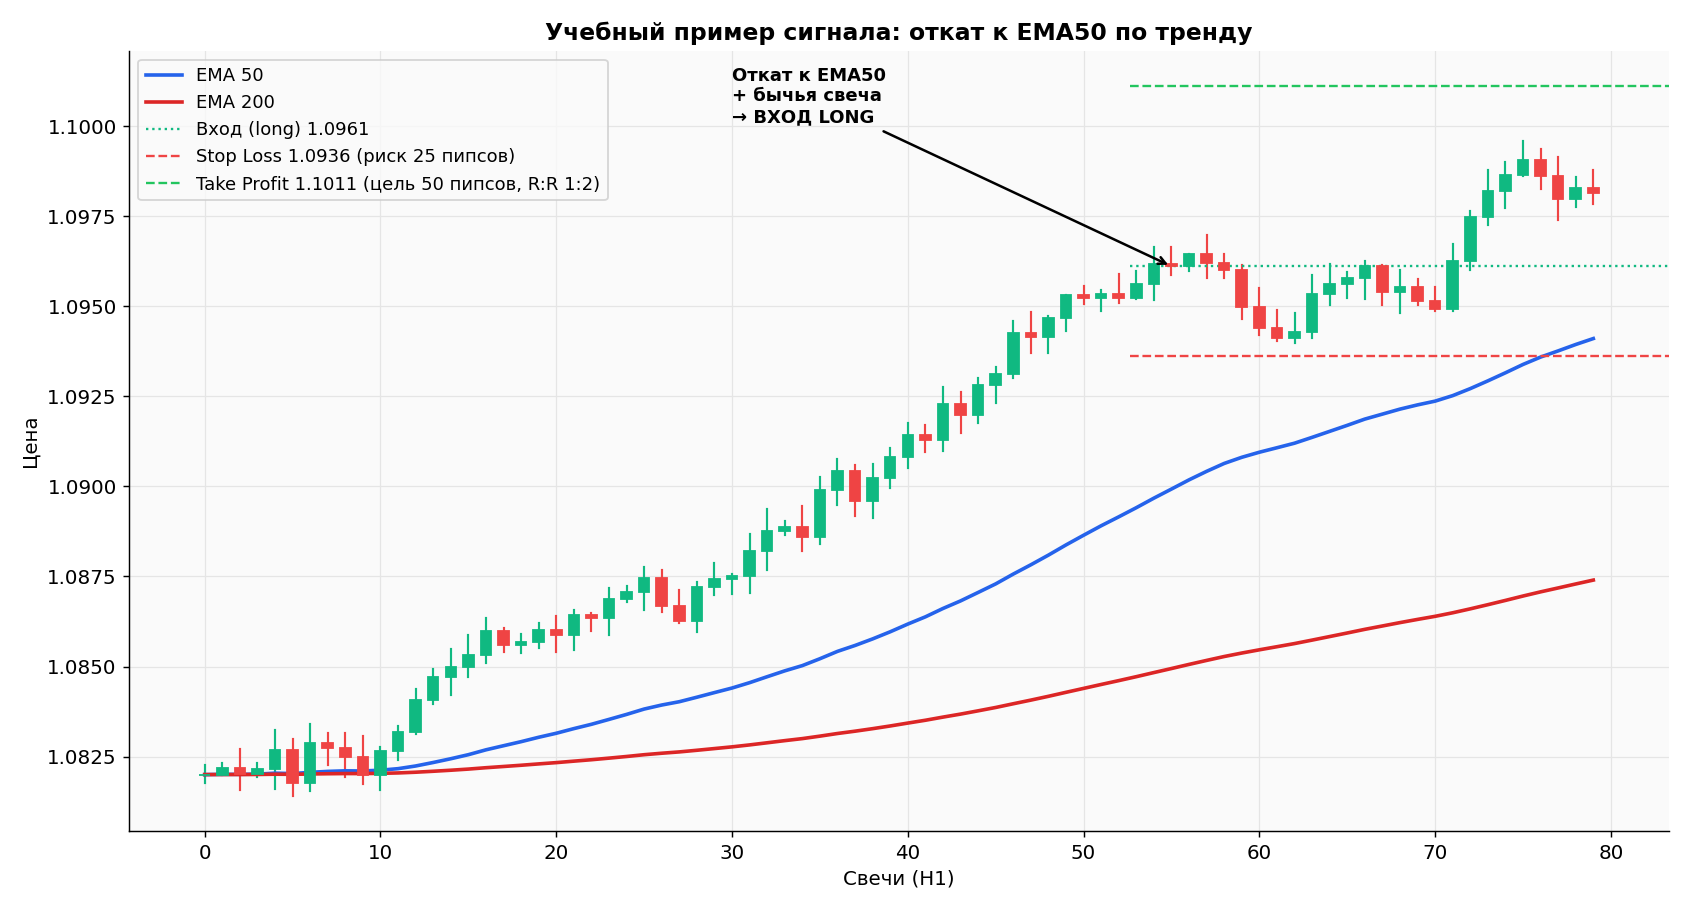 Учебный пример сигнала: откат к EMA50 по тренду
EMA 50
EMA 200
Вход (long) 1.0961
Stop Loss 1.0936 (риск 25 пипсов)
Take Profit 1.1011 (цель 50 пипсов, R:R 1:2)
Откат к EMA50
+ бычья свеча
→ ВХОД LONG
Цена
1.1000
1.0975
1.0950
1.0925
1.0900
1.0875
1.0850
1.0825
0 10 20 30 40 50 60 70 80
Свечи (H1)